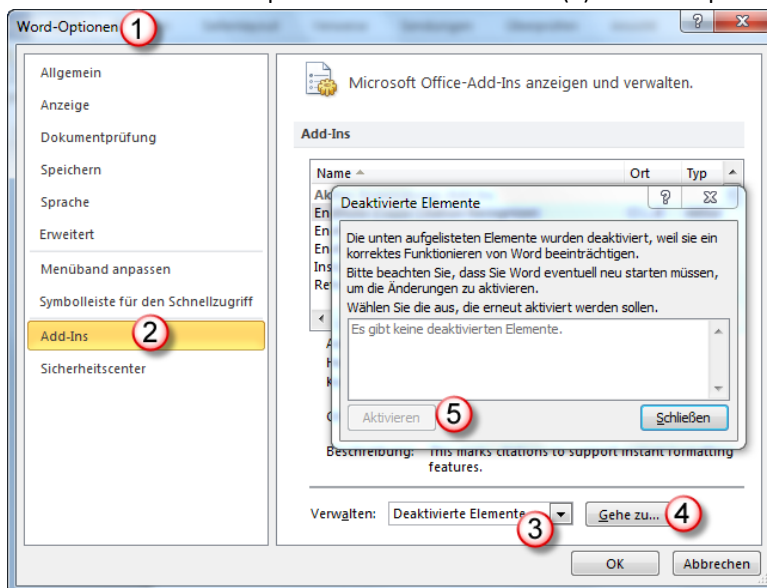 Word-Optionen 1
Allgemein
Anzeige
Dokumentprüfung
Speichern
Sprache
Erweitert
Menüband anpassen
Symbolleiste für den Schnellzugriff
Add-Ins 2
Sicherheitscenter
Microsoft Office-Add-Ins anzeigen und verwalten.
Add-Ins
Name Ort Typ
Deaktivierte Elemente
Die unten aufgelisteten Elemente wurden deaktiviert, weil sie ein
korrektes Funktionieren von Word beeinträchtigen.
Bitte beachten Sie, dass Sie Word eventuell neu starten müssen,
um die Änderungen zu aktivieren.
Wählen Sie die aus, die erneut aktiviert werden sollen.
Es gibt keine deaktivierten Elemente.
Aktivieren 5 Schließen
Beschreibung: This marks citations to support instant formatting
features.
Verwalten: Deaktivierte Elemente 3 Gehe zu... 4
OK Abbrechen